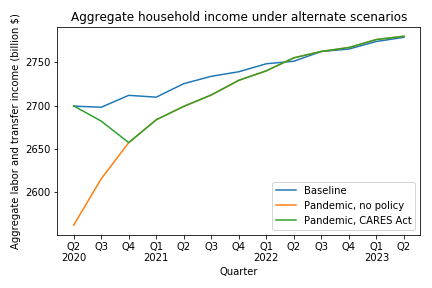 Aggregate household income under alternate scenarios
Aggregate labor and transfer income (billion $)
2750
2700
2650
2600
Baseline
Pandemic, no policy
Pandemic, CARES Act
Q2 Q3 Q4 Q1 Q2 Q3 Q4 Q1 Q2 Q3 Q4 Q1 Q2
2020 2021 2022 2023
Quarter